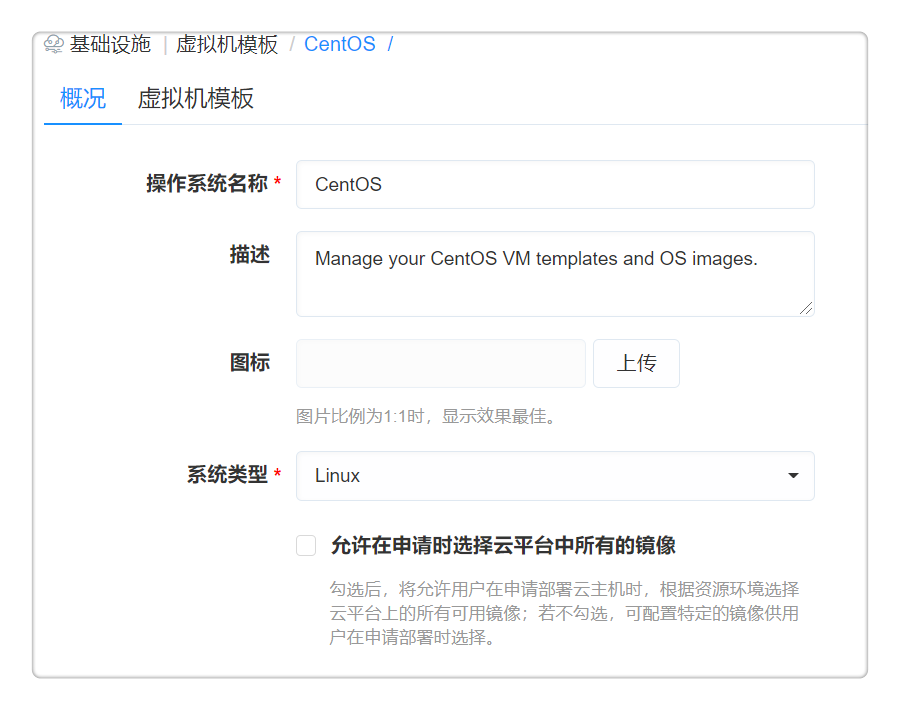 基础设施 | 虚拟机模板 / CentOS /
概况 虚拟机模板
操作系统名称 * CentOS
描述 Manage your CentOS VM templates and OS images.
图标 上传
图片比例为1:1时，显示效果最佳。
系统类型 * Linux
允许在申请时选择云平台中所有的镜像
勾选后，将允许用户在申请部署云主机时，根据资源环境选择
云平台上的所有可用镜像；若不勾选，可配置特定的镜像供用
户在申请部署时选择。